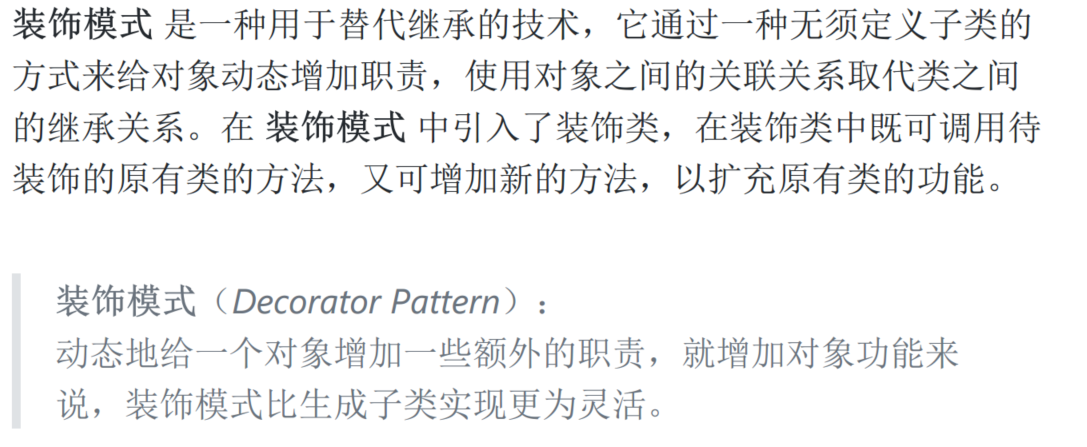 装饰模式 是一种用于替代继承的技术，它通过一种无须定义子类的
方式来给对象动态增加职责，使用对象之间的关联关系取代类之间
的继承关系。在 装饰模式 中引入了装饰类，在装饰类中既可调用待
装饰的原有类的方法，又可增加新的方法，以扩充原有类的功能。
装饰模式（Decorator Pattern）：
动态地给一个对象增加一些额外的职责，就增加对象功能来
说，装饰模式比生成子类实现更为灵活。